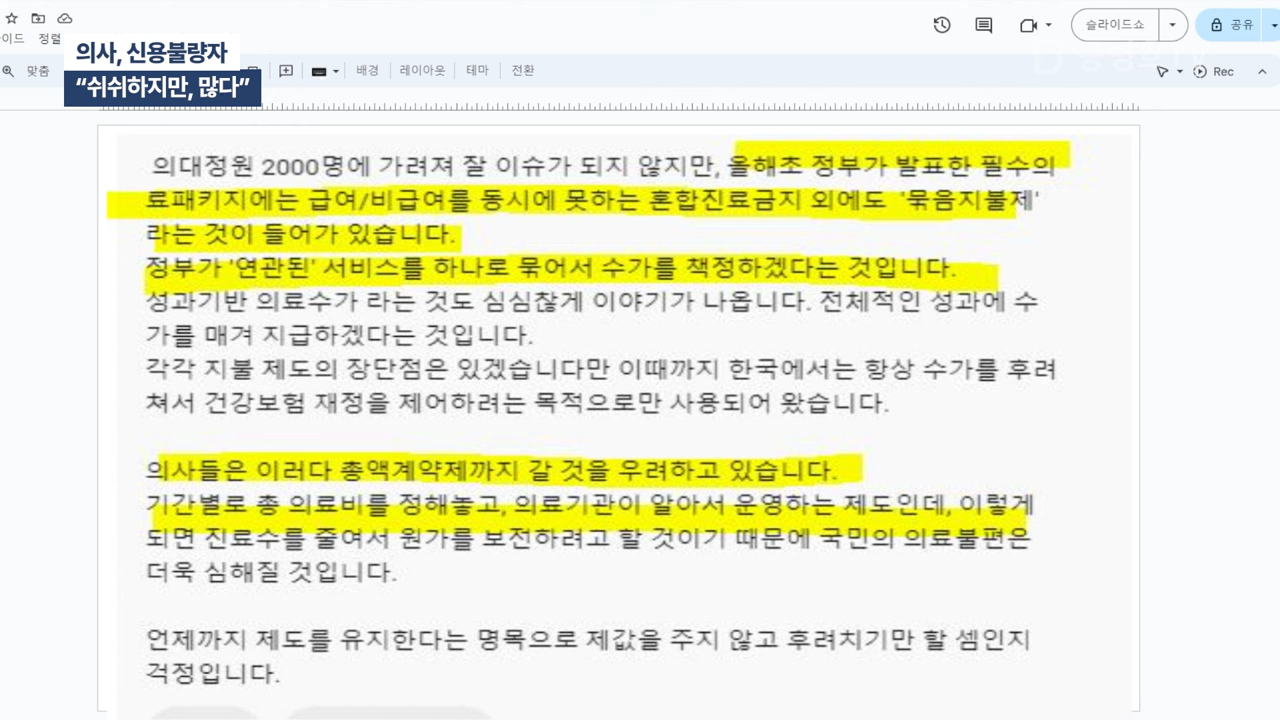 이드
정렬
의사, 신용불량자
“쉬쉬하지만, 많다”
맞춤
배경
레이아웃
테마
전환
슬라이드쇼
공유
Rec
의대정원 2000명에 가려져 잘 이슈가 되지 않지만, 올해초 정부가 발표한 필수의
료패키지에는 급여/비급여를 동시에 못하는 혼합진료금지 외에도 '묶음지불제'
라는 것이 들어가 있습니다.
정부가 '연관된' 서비스를 하나로 묶어서 수가를 책정하겠다는 것입니다.
성과기반 의료수가 라는 것도 심심찮게 이야기가 나옵니다. 전체적인 성과에 수
가를 매겨 지급하겠다는 것입니다.
각각 지불 제도의 장단점은 있겠습니다만 이때까지 한국에서는 항상 수가를 후려
쳐서 건강보험 재정을 제어하려는 목적으로만 사용되어 왔습니다.
의사들은 이러다 총액계약제까지 갈 것을 우려하고 있습니다.
기간별로 총 의료비를 정해놓고, 의료기관이 알아서 운영하는 제도인데, 이렇게
되면 진료수를 줄여서 원가를 보전하려고 할 것이기 때문에 국민의 의료불편은
더욱 심해질 것입니다.
언제까지 제도를 유지한다는 명목으로 제값을 주지 않고 후려치기만 할 셈인지
걱정입니다.